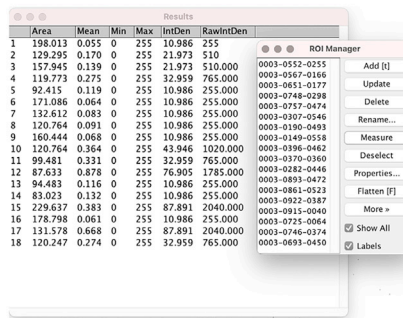 Results
Area Mean Min Max IntDen RawIntDen
1 198.013 0.055 0 255 10.986 255
2 129.295 0.170 0 255 21.973 510
3 157.945 0.139 0 255 21.973 510.000
4 119.773 0.275 0 255 32.959 765.000
5 92.415 0.119 0 255 10.986 255.000
6 171.086 0.064 0 255 10.986 255.000
7 132.612 0.083 0 255 10.986 255.000
8 120.764 0.091 0 255 10.986 255.000
9 160.444 0.068 0 255 10.986 255.000
10 120.764 0.364 0 255 43.946 1020.000
11 99.481 0.331 0 255 32.959 765.000
12 87.633 0.878 0 255 76.905 1785.000
13 94.483 0.116 0 255 10.986 255.000
14 83.023 0.132 0 255 10.986 255.000
15 229.637 0.383 0 255 87.891 2040.000
16 178.798 0.061 0 255 10.986 255.000
17 131.578 0.668 0 255 87.891 2040.000
18 120.247 0.274 0 255 32.959 765.000
ROI Manager
0003-0552-0255
0003-0567-0166
0003-0651-0177
0003-0748-0298
0003-0757-0474
0003-0307-0546
0003-0190-0493
0003-0149-0558
0003-0396-0462
0003-0370-0360
0003-0282-0446
0003-0893-0472
0003-0861-0523
0003-0922-0387
0003-0915-0040
0003-0725-0064
0003-0746-0374
0003-0693-0450
Add [t]
Update
Delete
Rename...
Measure
Deselect
Properties...
Flatten [F]
More »
Show All
Labels